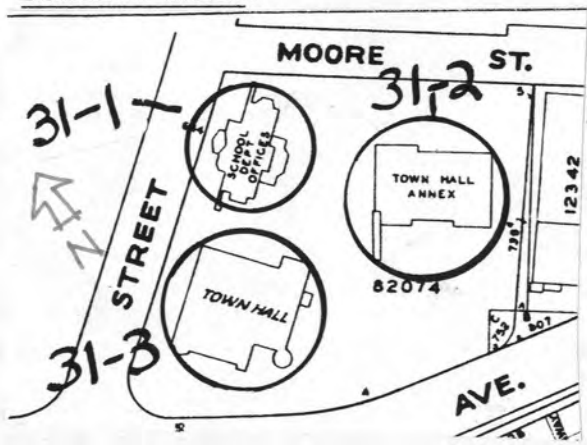 MOORE ST.
31-1
31-2
SCHOOL
DEPT
OFFICES
TOWN HALL
ANNEX
12342
STREET
N
TOWN HALL
82074
31-3
AVE.